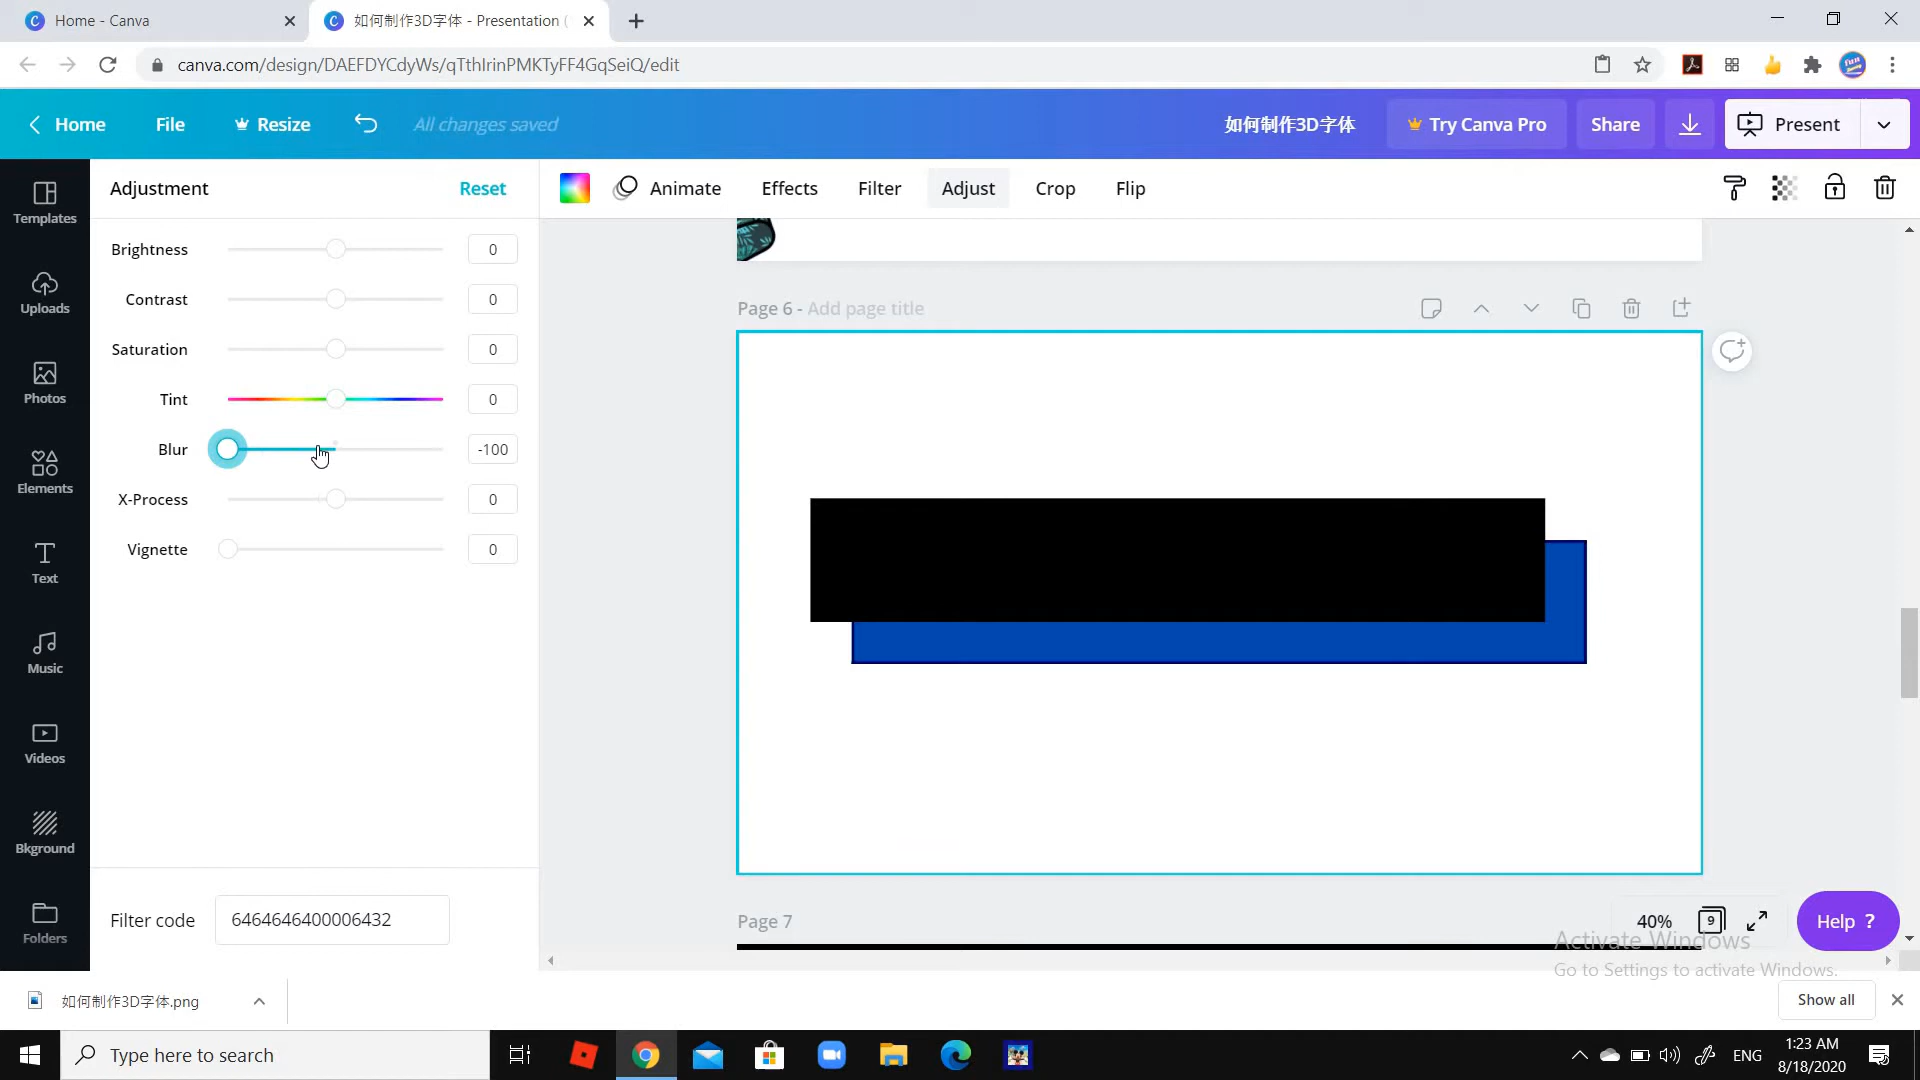 Home - Canva
如何制作3D字体 - Presentation (
canva.com/design/DAEFDYCdyWs/qTthIrinPMKTyFF4GqSeiQ/edit
Home
File
Resize
All changes saved
如何制作3D字体
Try Canva Pro
Share
Present
Templates
Uploads
Photos
Elements
Text
Music
Videos
Bkground
Folders
Adjustment
Reset
Animate
Effects
Filter
Adjust
Crop
Flip
Brightness 0
Contrast 0
Saturation 0
Tint 0
Blur -100
X-Process 0
Vignette 0
Filter code 6464646400006432
Page 6 - Add page title
Page 7
40%
9
Help ?
Activate Windows
Go to Settings to activate Windows.
如何制作3D字体.png
Show all
Type here to search
ENG
1:23 AM
8/18/2020